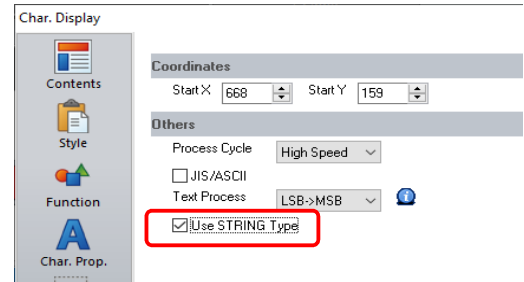 Char. Display
Contents
Style
Function
Char. Prop.
Coordinates
Start X 668 Start Y 159
Others
Process Cycle High Speed
JIS/ASCII
Text Process LSB->MSB
Use STRING Type